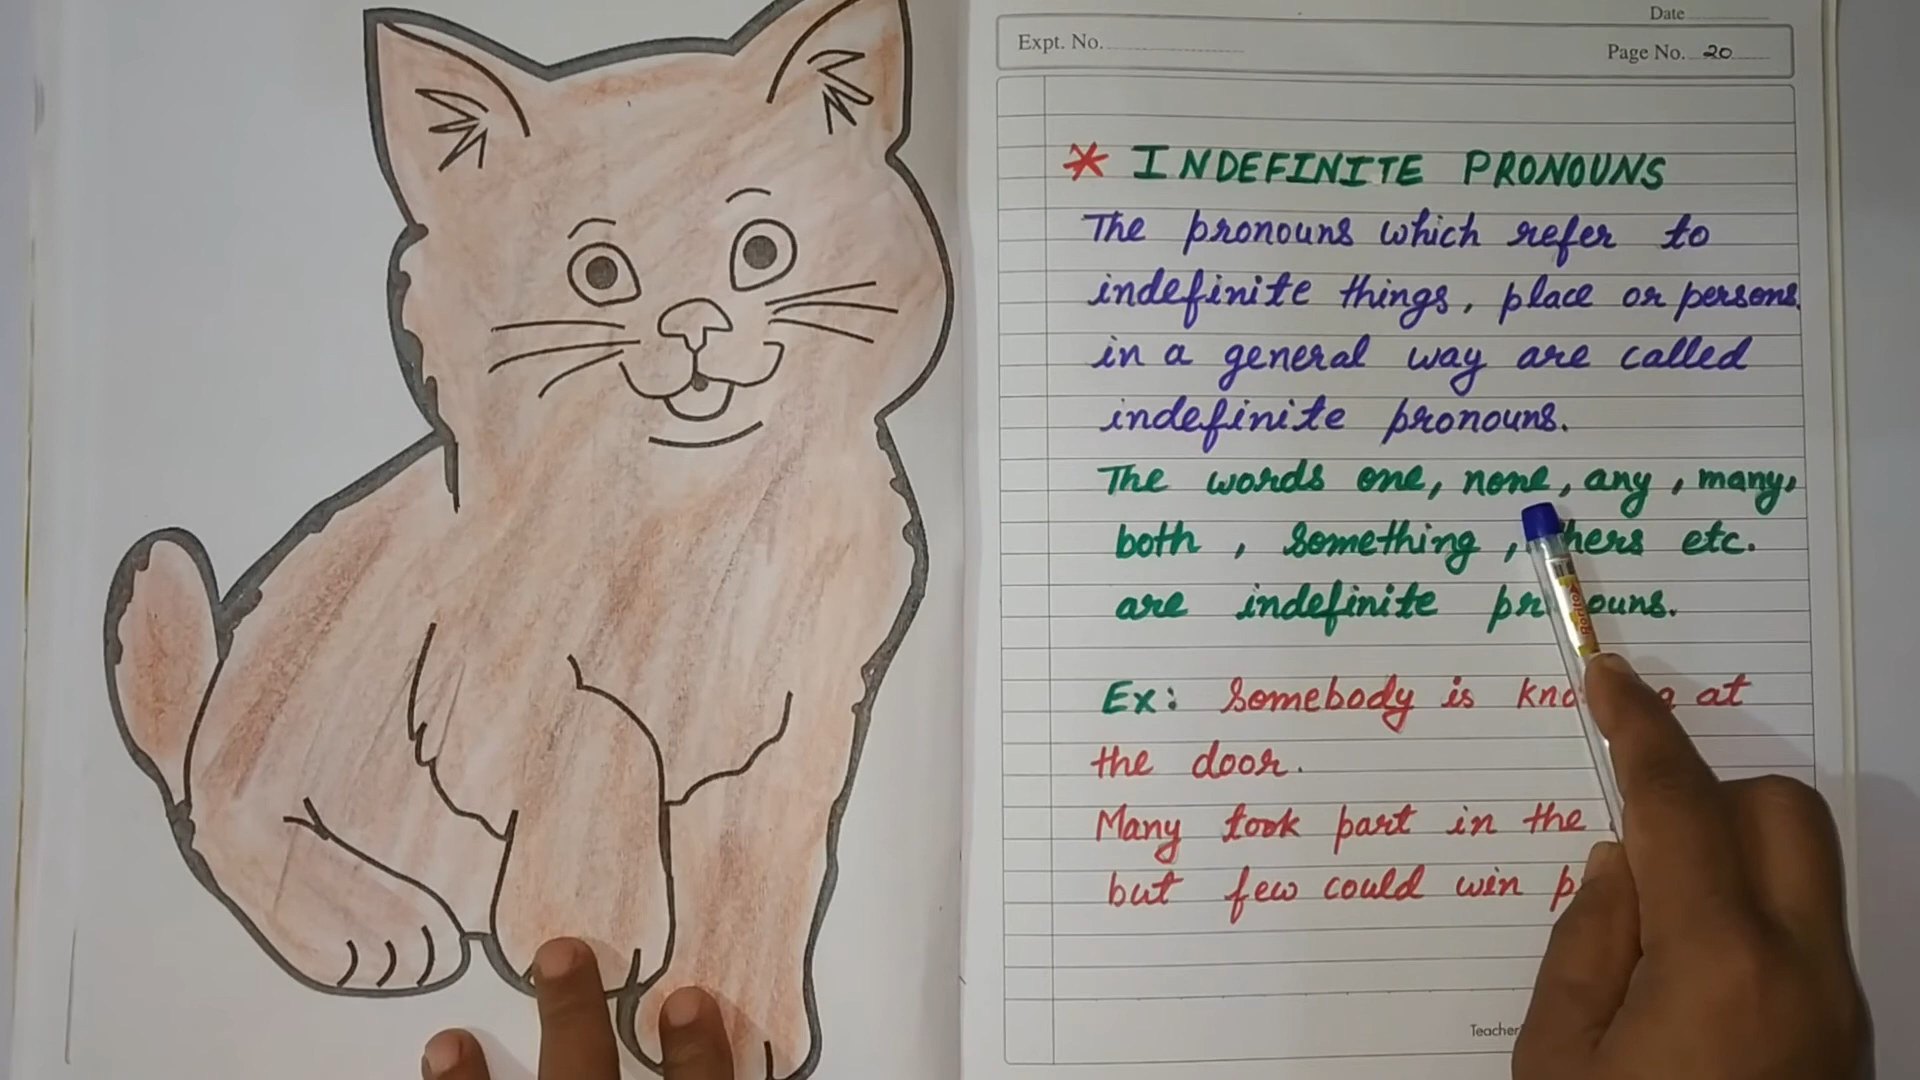 Date
Expt. No.
Page No. 20
* INDEFINITE PRONOUNS
The pronouns which refer to
indefinite things, place or persons.
in a general way are called
indefinite pronouns.
The words one, none, any, many,
both, something,
are indefinite
Ex: Somebody is at
the door.
Many took part in the
but few could win